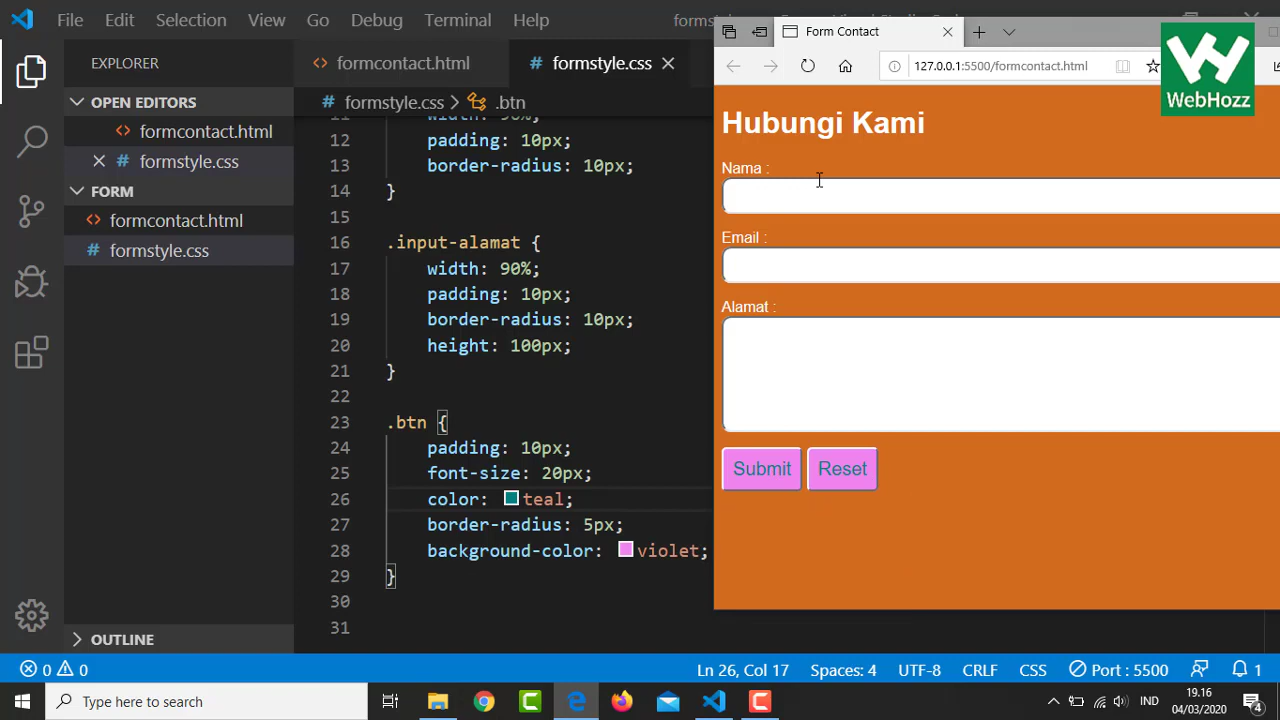 File Edit Selection View Go Debug Terminal Help
EXPLORER
OPEN EDITORS
formcontact.html
formstyle.css
FORM
formcontact.html
formstyle.css
OUTLINE
formcontact.html
formstyle.css
formstyle.css > .btn
12 padding: 10px;
13 border-radius: 10px;
14 }
15
16 .input-alamat {
17 width: 90%;
18 padding: 10px;
19 border-radius: 10px;
20 height: 100px;
21 }
22
23 .btn {
24 padding: 10px;
25 font-size: 20px;
26 color: teal;
27 border-radius: 5px;
28 background-color: violet;
29 }
30
31
Form Contact
127.0.0.1:5500/formcontact.html
WebHozz
Hubungi Kami
Nama :
Email :
Alamat :
Submit Reset
0 0 Ln 26, Col 17 Spaces: 4 UTF-8 CRLF CSS Port : 5500 1
Type here to search
IND
19.16
04/03/2020
4